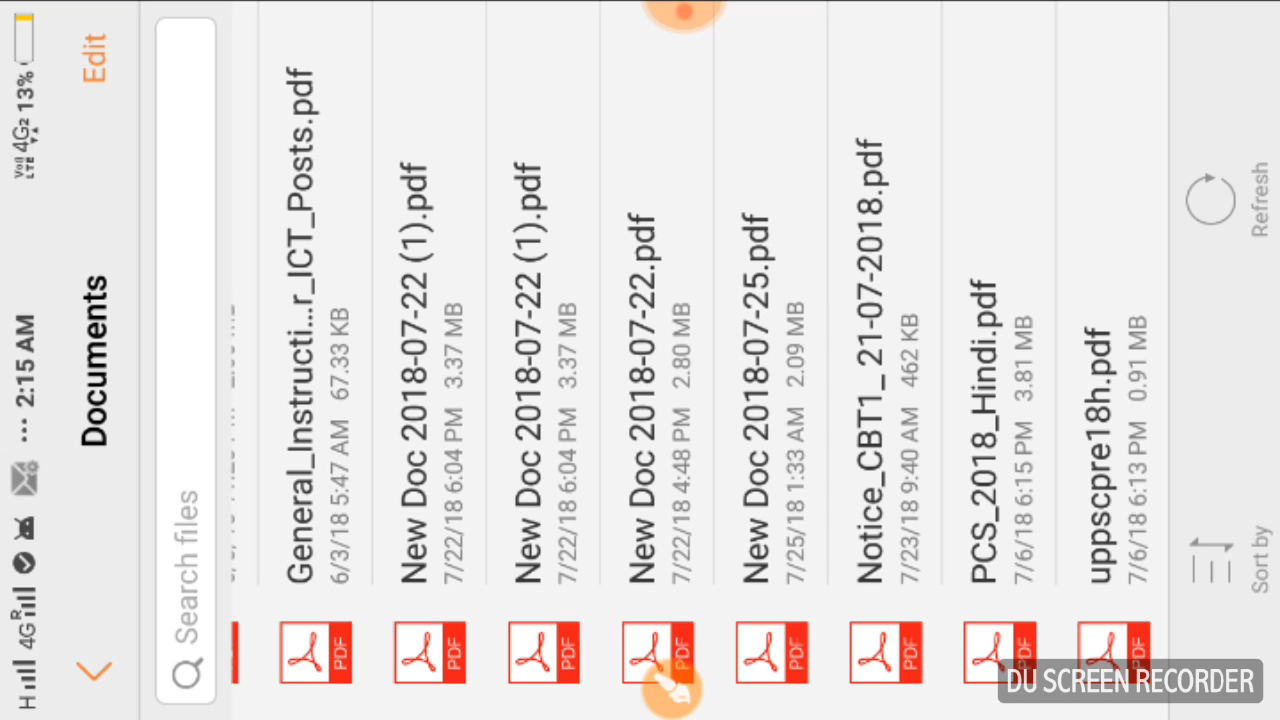 H 4G R ... 2:15 AM VoII LTE 4G2 13%
Documents Edit
Search files
General_Instructi...r_ICT_Posts.pdf
6/3/18 5:47 AM 67.33 KB
PDF
New Doc 2018-07-22 (1).pdf
7/22/18 6:04 PM 3.37 MB
PDF
New Doc 2018-07-22 (1).pdf
7/22/18 6:04 PM 3.37 MB
PDF
New Doc 2018-07-22.pdf
7/22/18 4:48 PM 2.80 MB
PDF
New Doc 2018-07-25.pdf
7/25/18 1:33 AM 2.09 MB
PDF
Notice_CBT1_ 21-07-2018.pdf
7/23/18 9:40 AM 462 KB
PDF
PCS_2018_Hindi.pdf
7/6/18 6:15 PM 3.81 MB
PDF
uppscpre18h.pdf
7/6/18 6:13 PM 0.91 MB
Sort by Refresh
DU SCREEN RECORDER